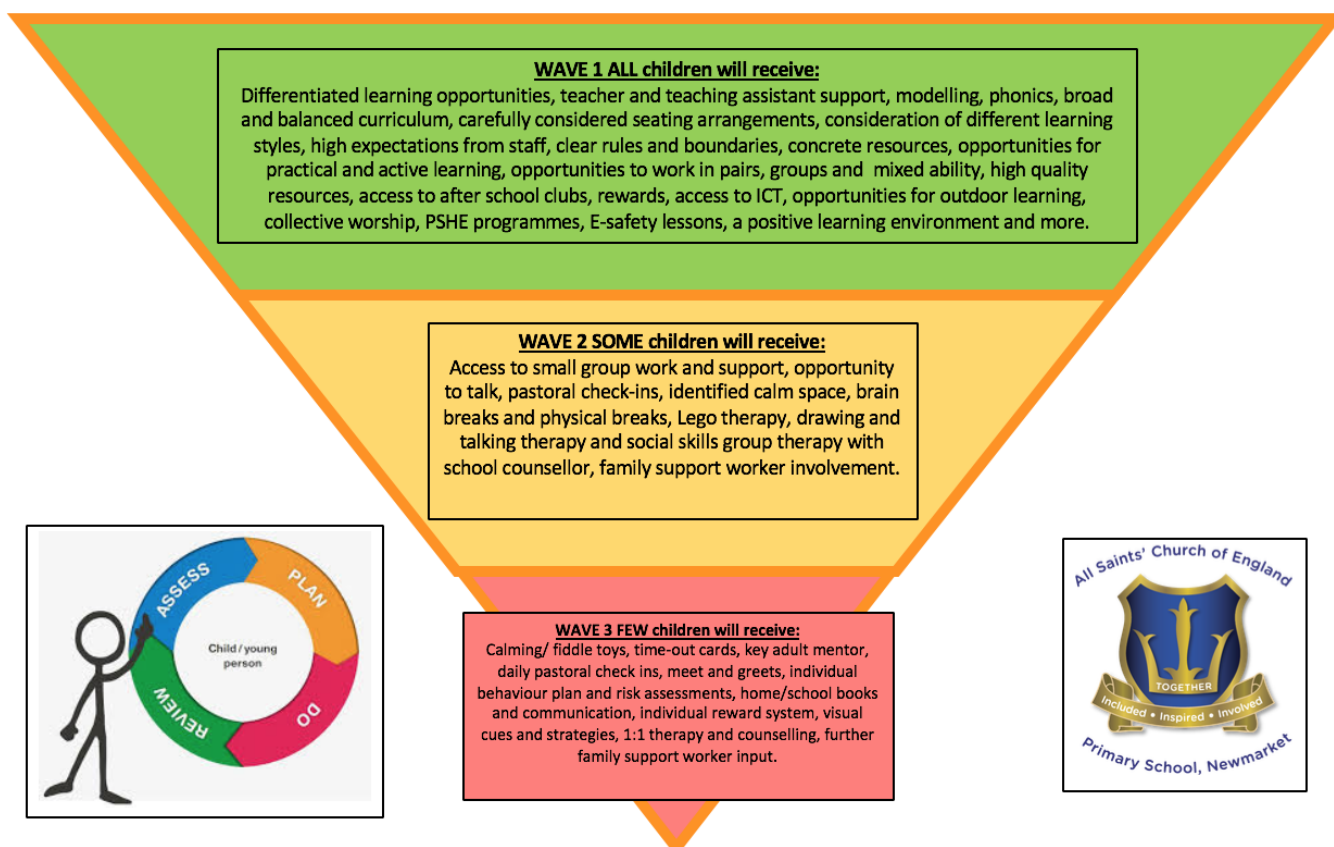 WAVE 1 ALL children will receive:
Differentiated learning opportunities, teacher and teaching assistant support, modelling, phonics, broad
and balanced curriculum, carefully considered seating arrangements, consideration of different learning
styles, high expectations from staff, clear rules and boundaries, concrete resources, opportunities for
practical and active learning, opportunities to work in pairs, groups and  mixed ability, high quality
resources, access to after school clubs, rewards, access to ICT, opportunities for outdoor learning,
collective worship, PSHE programmes, E-safety lessons, a positive learning environment and more.
WAVE 2 SOME children will receive:
Access to small group work and support, opportunity
to talk, pastoral check-ins, identified calm space, brain
breaks and physical breaks, Lego therapy, drawing and
talking therapy and social skills group therapy with
school counsellor, family support worker involvement.
WAVE 3 FEW children will receive:
Calming/ fiddle toys, time-out cards, key adult mentor,
daily pastoral check ins, meet and greets, individual
behaviour plan and risk assessments, home/school books
and communication, individual reward system, visual
cues and strategies, 1:1 therapy and counselling, further
family support worker input.
ASSESS
PLAN
DO
REVIEW
Child / young
person
All Saints' Church of England
TOGETHER
Included • Inspired • Involved
Primary School, Newmarket